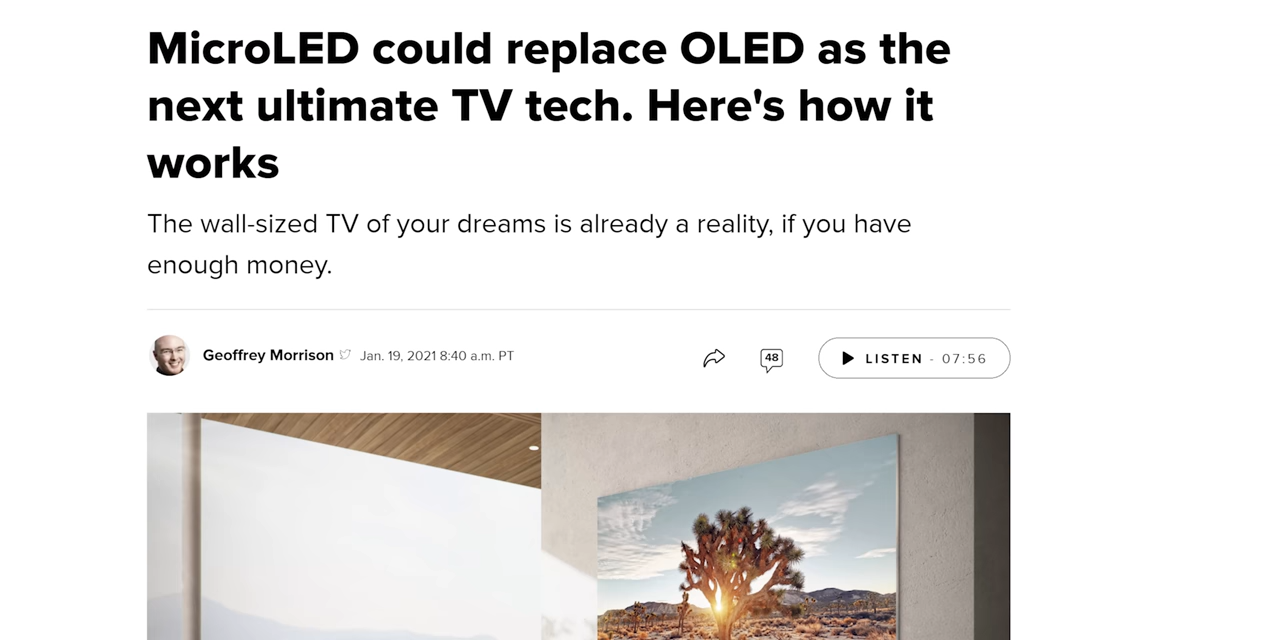 MicroLED could replace OLED as the
next ultimate TV tech. Here's how it
works
The wall-sized TV of your dreams is already a reality, if you have
enough money.
Geoffrey Morrison Jan. 19, 2021 8:40 a.m. PT
48
LISTEN - 07:56